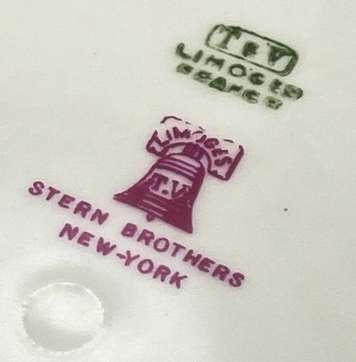 T&V
LIMOGES
FRANCE
LIMOGES
T.V.
STERN BROTHERS
NEW-YORK